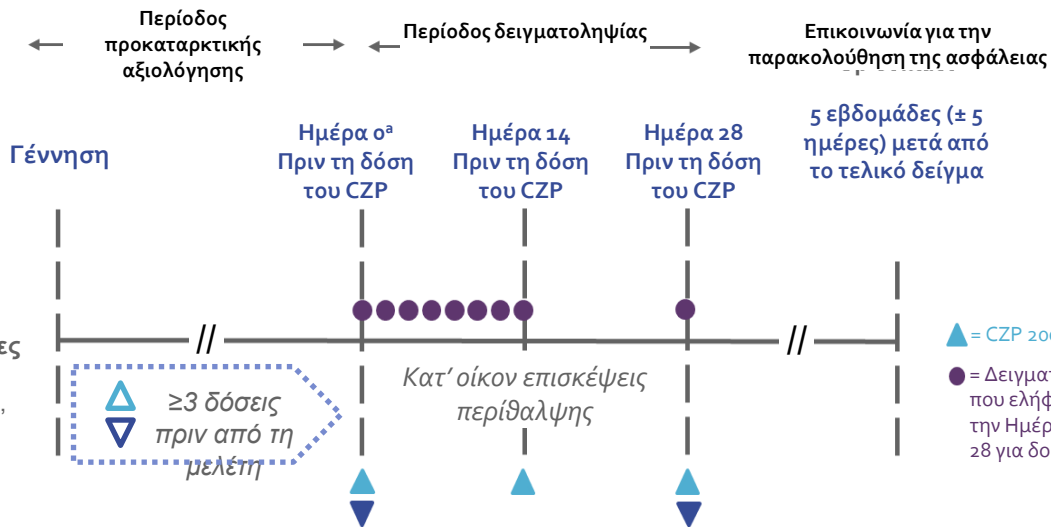 Περίοδος
προκαταρκτικής
αξιολόγησης
Περίοδος δειγματοληψίας
Επικοινωνία για την
παρακολούθηση της ασφάλειας
Γέννηση
Ημέρα 0ª
Πριν τη δόση
του CZP
Ημέρα 14
Πριν τη δόση
του CZP
Ημέρα 28
Πριν τη δόση
του CZP
5 εβδομάδες (± 5
ημέρες) μετά από
το τελικό δείγμα
//
//
ες
,
≥3 δόσεις
πριν από τη
μελέτη
Κατ' οίκον επισκέψεις
περίθαλψης
= CZP 20
= Δειγματ
που ελήφ
την Ημέρ
28 για δο